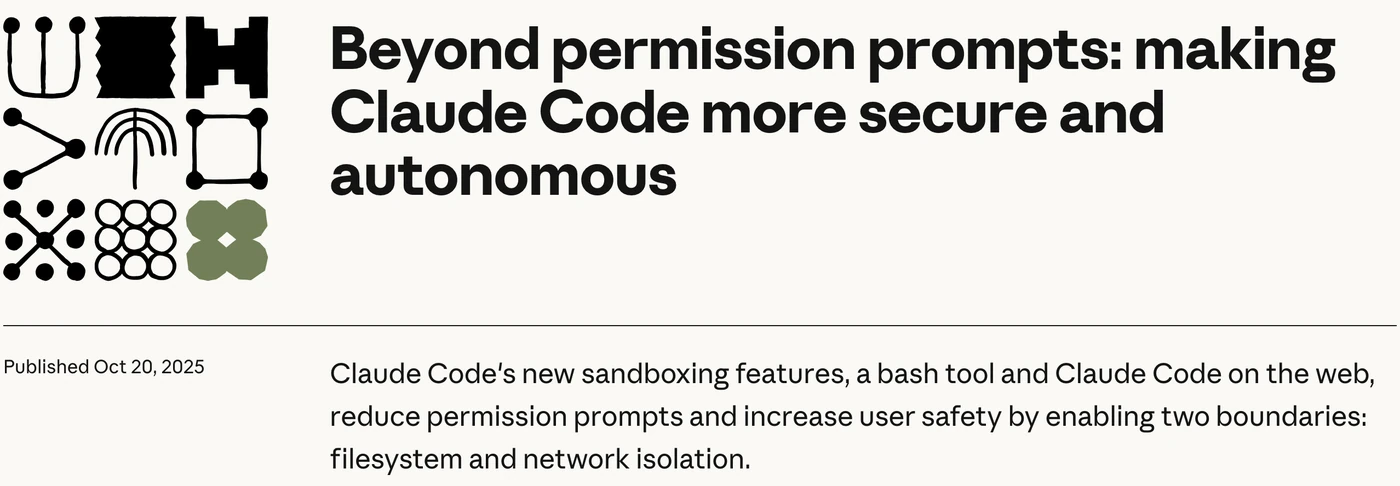 Beyond permission prompts: making
Claude Code more secure and
autonomous
Published Oct 20, 2025
Claude Code's new sandboxing features, a bash tool and Claude Code on the web,
reduce permission prompts and increase user safety by enabling two boundaries:
filesystem and network isolation.